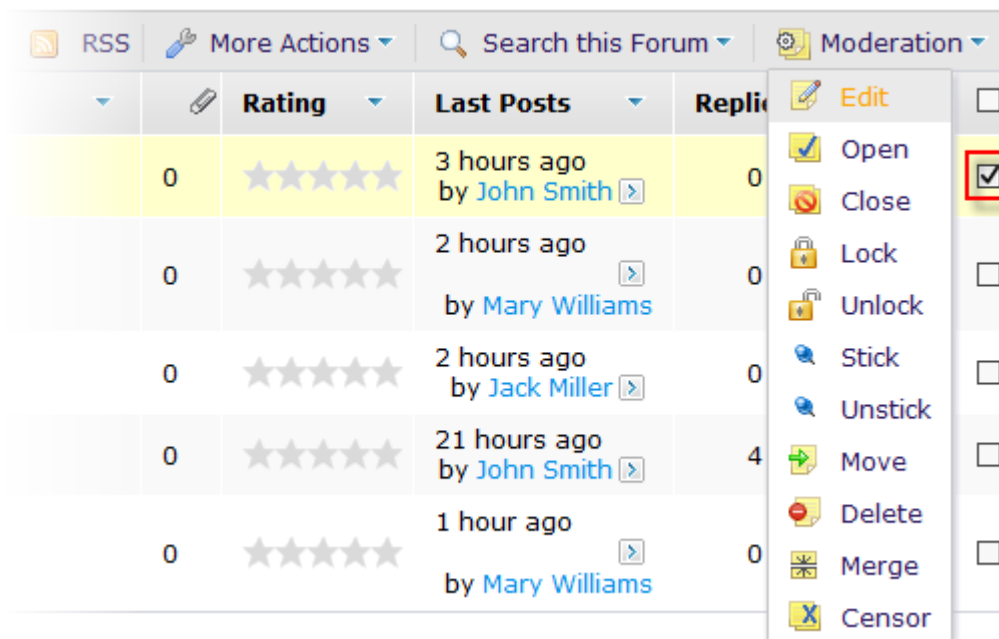 RSS More Actions Search this Forum Moderation
Rating Last Posts Replie
Edit
Open
Close
Lock
Unlock
Stick
Unstick
Move
Delete
Merge
Censor
0 3 hours ago 0
by John Smith
0 2 hours ago 0
by Mary Williams
0 2 hours ago 0
by Jack Miller
0 21 hours ago 4
by John Smith
0 1 hour ago 0
by Mary Williams